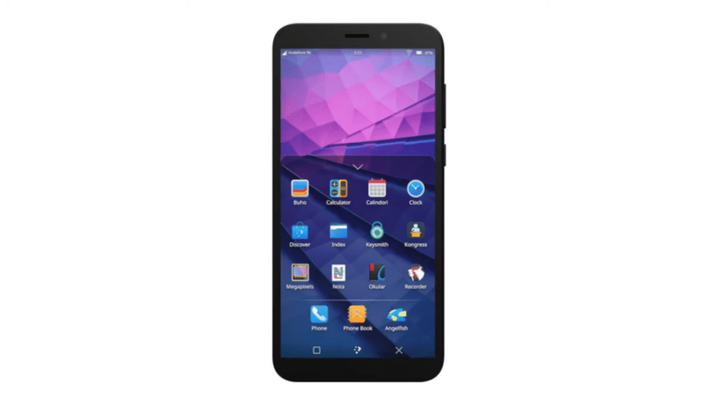 Buho Calculator Calindori Clock
Discover Index Keysmith Kongress
Megapixels Nota Okular Recorder
Phone Phone Book Angelfish